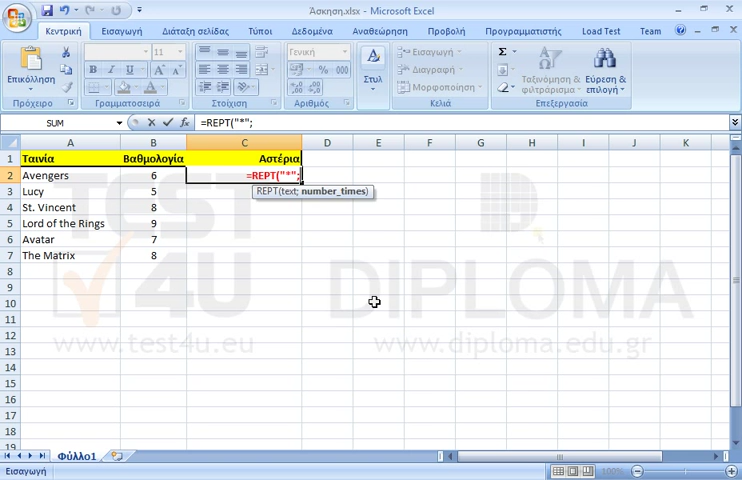 Άσκηση.xlsx - Microsoft Excel
Κεντρική Εισαγωγή Διάταξη σελίδας Τύποι Δεδομένα Αναθεώρηση Προβολή Προγραμματιστής Load Test Team
Επικόλληση
11
Γενική
Στυλ
Εισαγωγή
Διαγραφή
Μορφοποίηση
Ταξινόμηση & φιλτράρισμα
Εύρεση & επιλογή
Πρόχειρο Γραμματοσειρά Στοίχιση Αριθμός Κελιά Επεξεργασία
SUM =REPT("*";
A B C D E F G H I J K
1 Ταινία Βαθμολογία Αστέρια
2 Avengers 6 =REPT("*";
REPT(text; number_times)
3 Lucy 5
4 St. Vincent 8
5 Lord of the Rings 9
6 Avatar 7
7 The Matrix 8
8
9
10
11
12
13
14
15
16
17
18
19
TEST 4U
www.test4u.eu
DIPLOMA
www.diploma.edu.gr
Φύλλο1
Εισαγωγή 100%